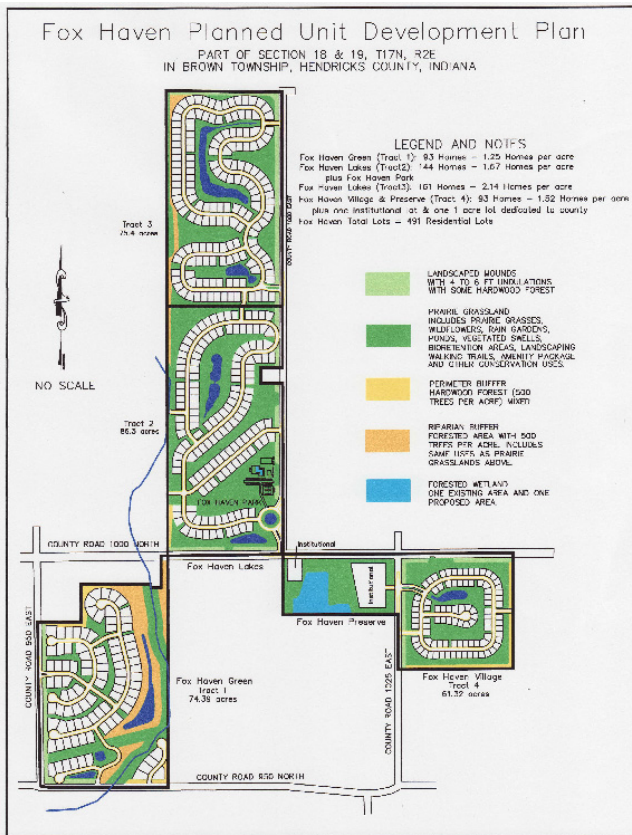 Fox Haven Planned Unit Development Plan
PART OF SECTION 18 & 19, T17N, R2E
IN BROWN TOWNSHIP, HENDRICKS COUNTY, INDIANA
LEGEND AND NOTES
Fox Haven Green (Tract 1): 93 Homes - 1.25 Homes per acre
Fox Haven Lakes (Tract2): 144 Homes - 1.67 Homes per acre
plus Fox Haven Park
Fox Haven Lakes (Tract3): 161 Homes - 2.14 Homes per acre
Fox Haven Village & Preserve (Tract 4): 93 Homes - 1.52 Homes per acre
plus one institutional lot & one 1 acre lot dedicated to county
Fox Haven Total Lots = 491 Residential Lots
COUNTY ROAD 1000 EAST
Tract 3
75.4 acres
LANDSCAPED MOUNDS
WITH 4 TO 6 FT UNDULATIONS
WITH SOME HARDWOOD FOREST
PRAIRIE GRASSLAND
INCLUDES PRAIRIE GRASSES,
WILDFLOWERS, RAIN GARDENS,
PONDS, VEGETATED SWELLS,
BIORETENTION AREAS, LANDSCAPING
WALKING TRAILS, AMENITY PACKAGE
AND OTHER CONSERVATION USES.
NO SCALE
PERIMETER BUFFER
HARDWOOD FOREST (500
TREES PER ACRE) MIXED
Tract 2
86.3 acres
RIPARIAN BUFFER
FORESTED AREA WITH 500
TREES PER ACRE. INCLUDES
SAME USES AS PRAIRIE
GRASSLANDS ABOVE.
FORESTED WETLAND
ONE EXISTING AREA AND ONE
PROPOSED AREA.
FOX HAVEN PARK
COUNTY ROAD 1000 NORTH
Institutional
Fox Haven Lakes
Institutional
Fox Haven Preserve
COUNTY ROAD 950 EAST
Fox Haven Green
Tract 1
74.39 acres
COUNTY ROAD 1025 EAST
Fox Haven Village
Tract 4
61.32 acres
COUNTY ROAD 950 NORTH